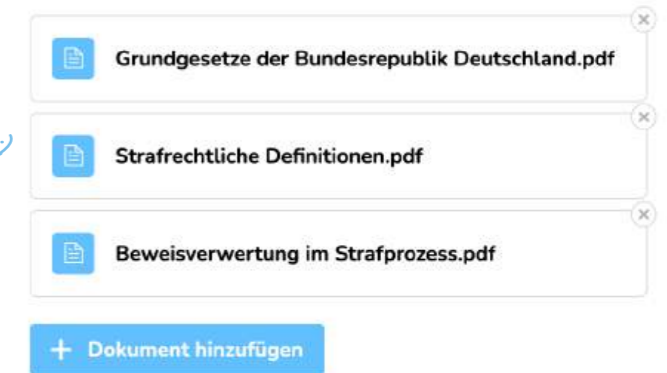 Grundgesetze der Bundesrepublik Deutschland.pdf
Strafrechtliche Definitionen.pdf
Beweisverwertung im Strafprozess.pdf
+ Dokument hinzufügen